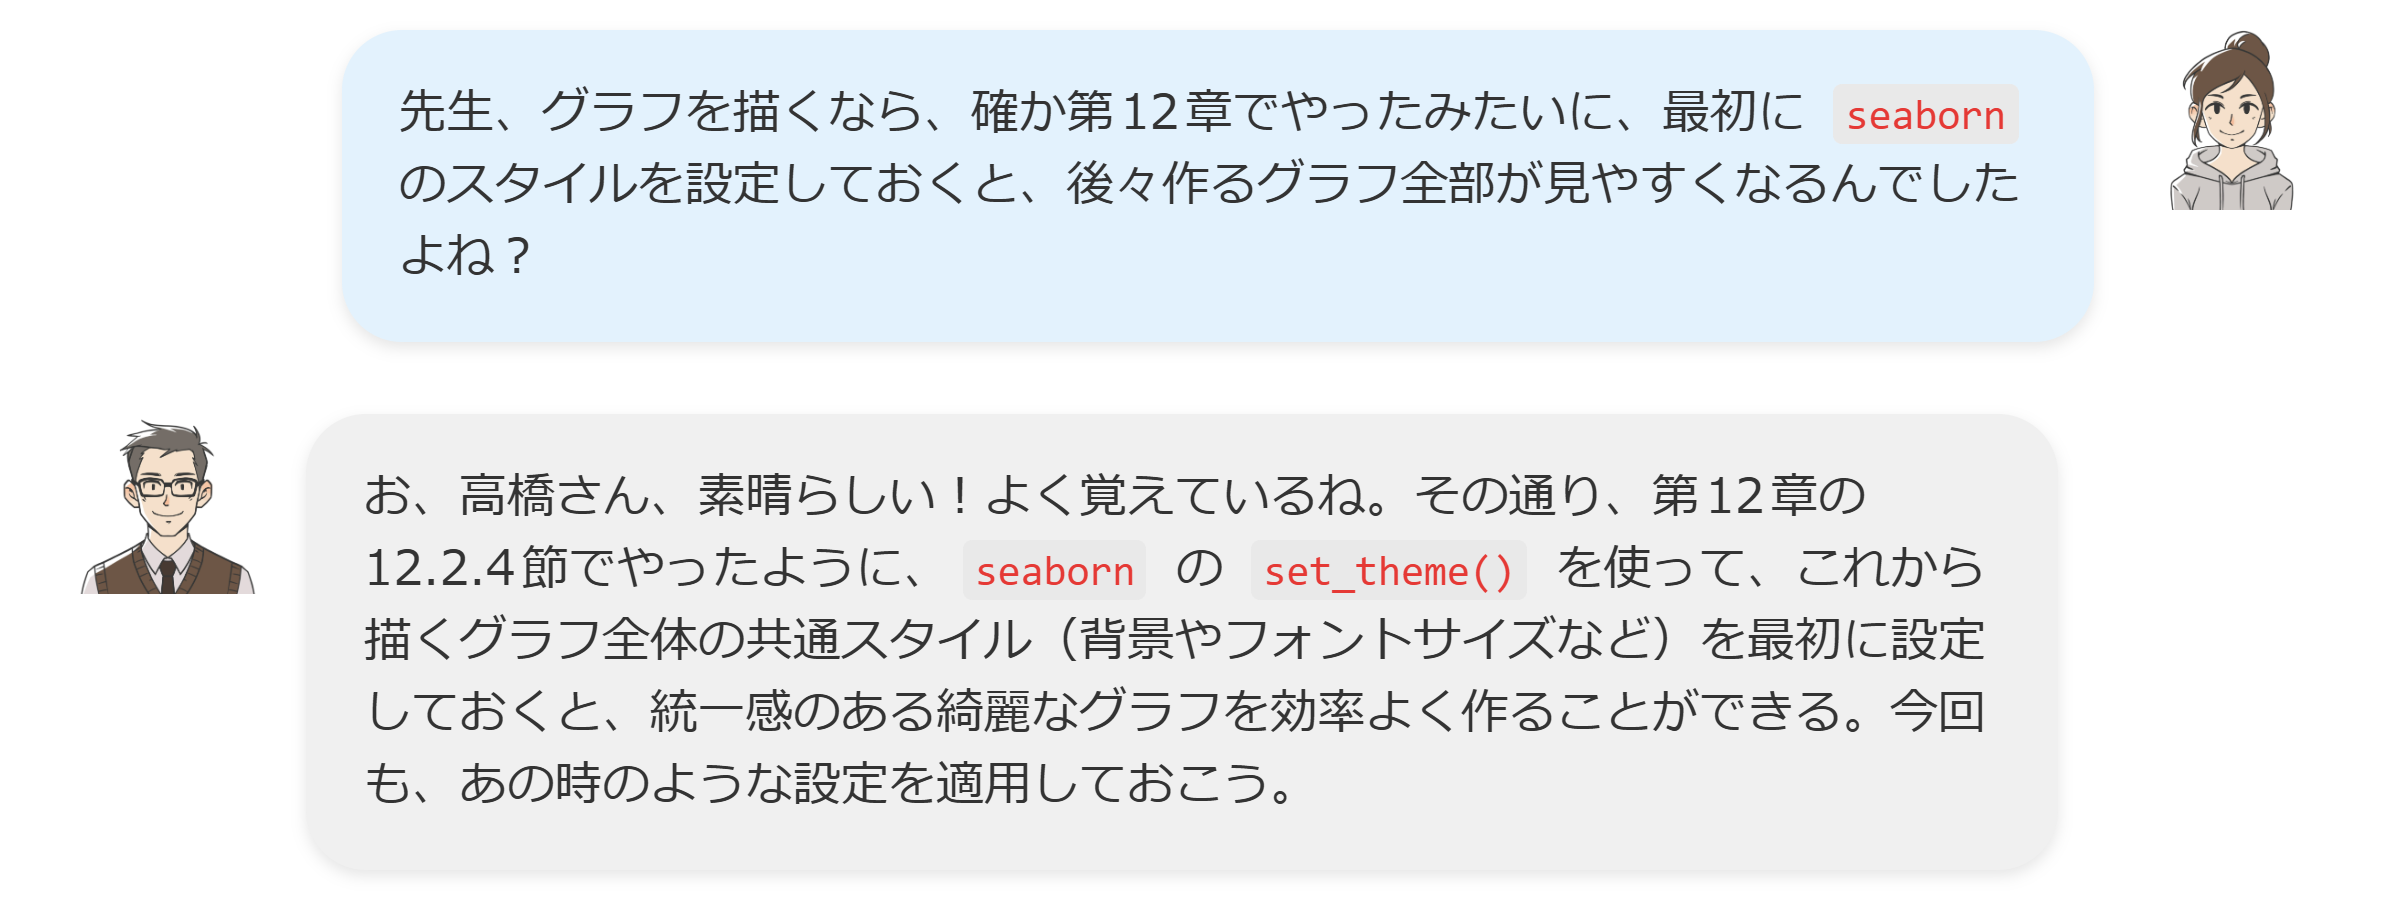 先生、グラフを描くなら、確か第12章でやったみたいに、最初に seaborn
のスタイルを設定しておくと、後々作るグラフ全部が見やすくなるんでした
よね？
お、高橋さん、素晴らしい！よく覚えているね。その通り、第12章の
12.2.4節でやったように、 seaborn の set_theme() を使って、これから
描くグラフ全体の共通スタイル（背景やフォントサイズなど）を最初に設定
しておくと、統一感のある綺麗なグラフを効率よく作ることができる。今回
も、あの時のような設定を適用しておこう。